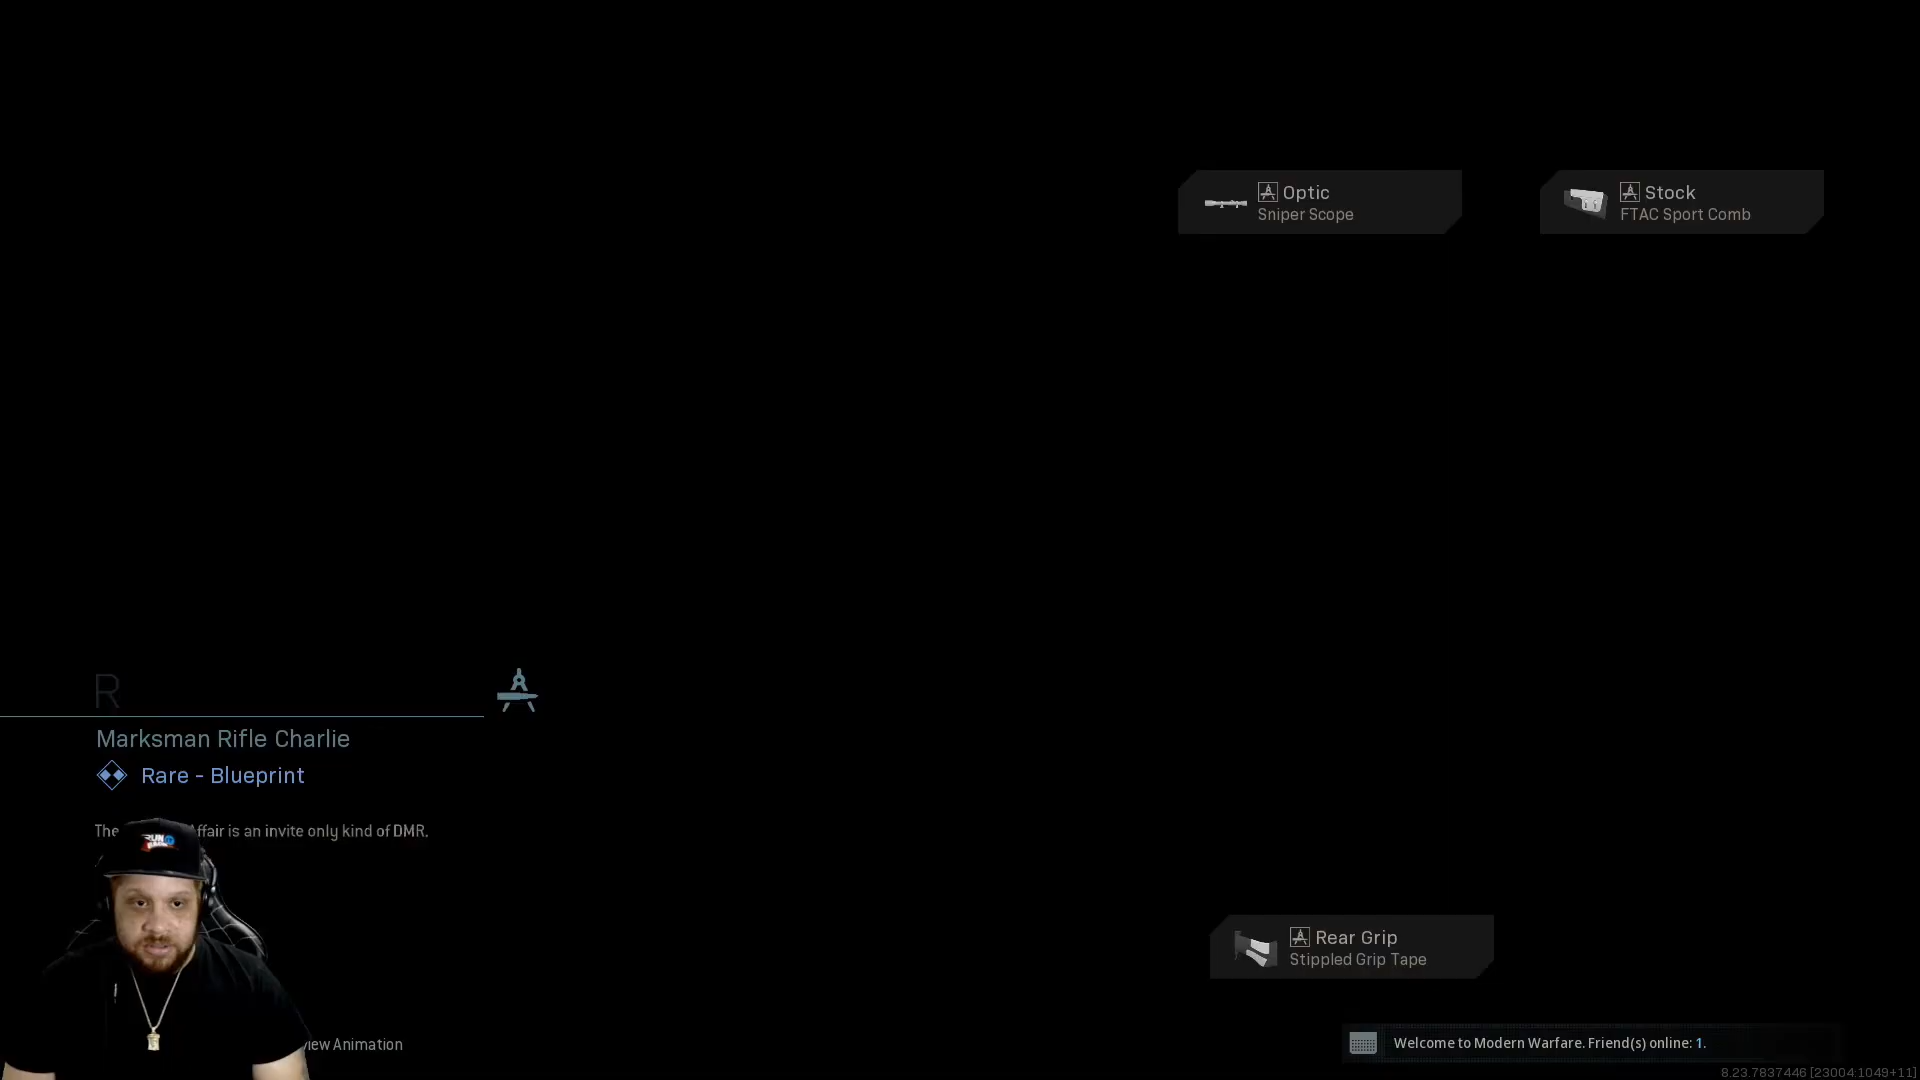 Optic
Sniper Scope
Stock
FTAC Sport Comb
R
Marksman Rifle Charlie
Rare - Blueprint
The ffair is an invite only kind of DMR.
RUN
Rear Grip
Stippled Grip Tape
iew Animation
Welcome to Modern Warfare. Friend(s) online: 1.
8.23.7837446 [23004:1049+11]